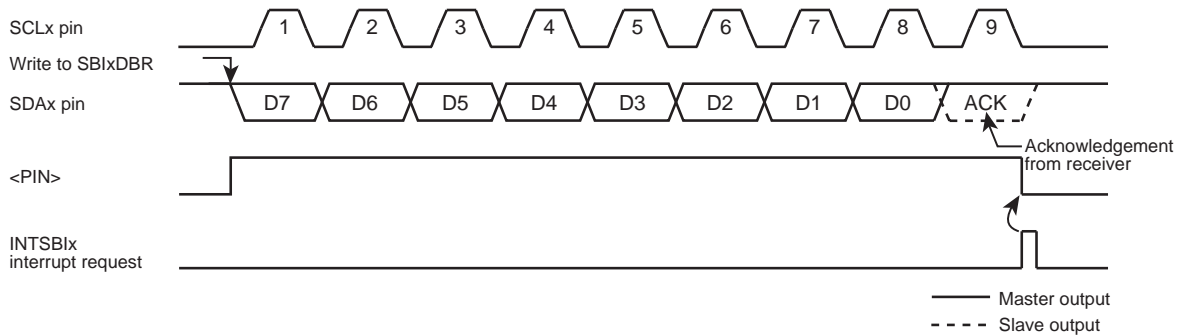 SCLx pin
1 2 3 4 5 6 7 8 9
Write to SBIxDBR
SDAx pin
D7 D6 D5 D4 D3 D2 D1 D0 ACK
Acknowledgement
from receiver
<PIN>
INTSBIx
interrupt request
Master output
Slave output